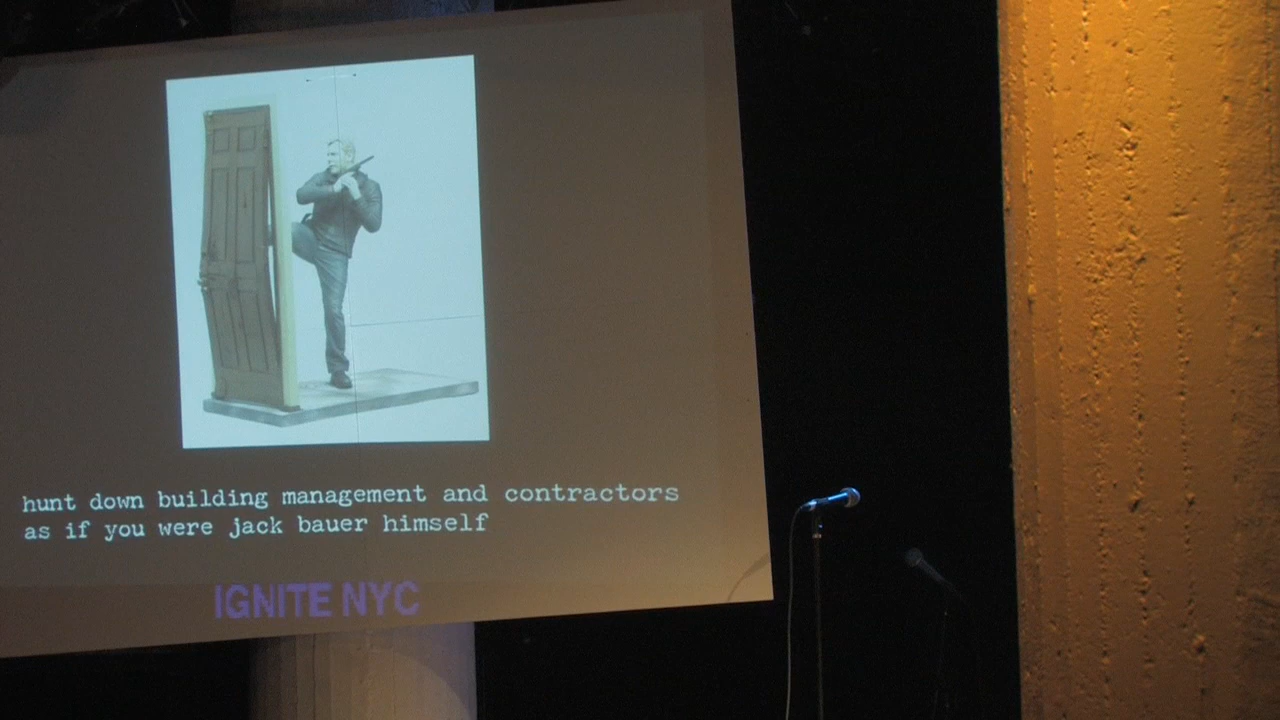 hunt down building management and contractors
as if you were jack bauer himself
IGNITE NYC